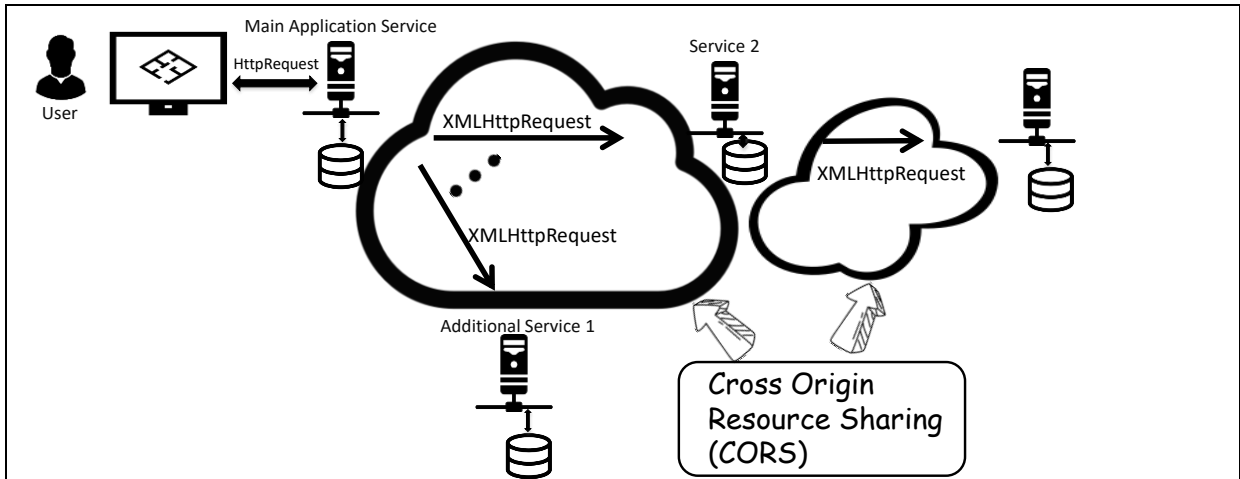 Main Application Service
Service 2
HttpRequest
User
XMLHttpRequest
XMLHttpRequest
XMLHttpRequest
Additional Service 1
Cross Origin
Resource Sharing
(CORS)